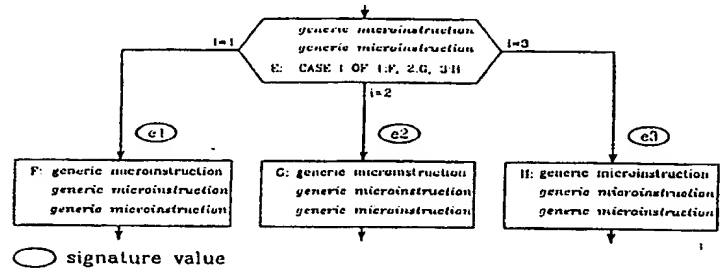 generic microinstruction
i=1 generic microinstruction i=3
E: CASE i OF 1:F, 2:G, 3:H
i=2
e1 e2 e3
F: generic microinstruction G: generic microinstruction H: generic microinstruction
generic microinstruction generic microinstruction generic microinstruction
generic microinstruction generic microinstruction generic microinstruction
signature value